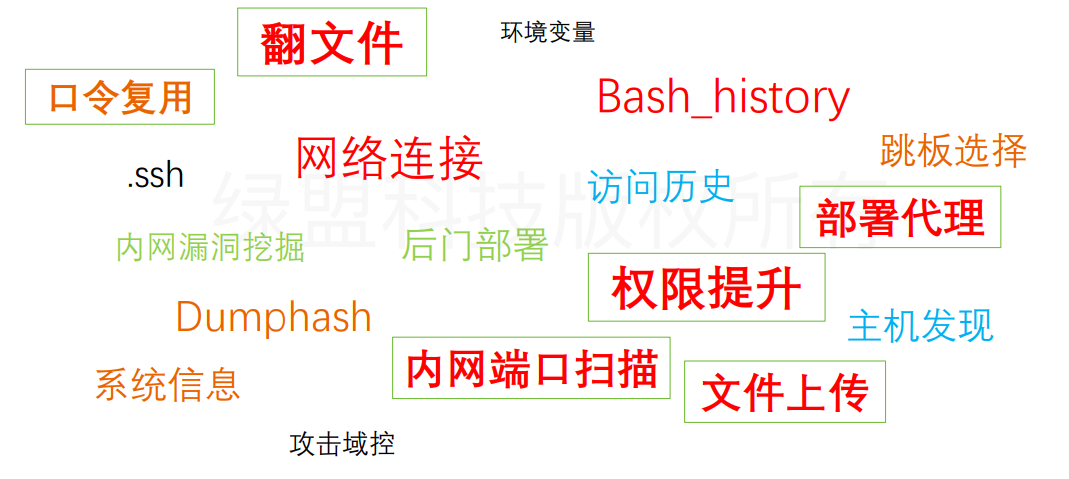 翻文件
环境变量
口令复用
Bash_history
网络连接
跳板选择
.ssh
访问历史
绿盟科技版权所有
部署代理
内网漏洞挖掘
后门部署
权限提升
Dumphash
主机发现
内网端口扫描
系统信息
文件上传
攻击域控